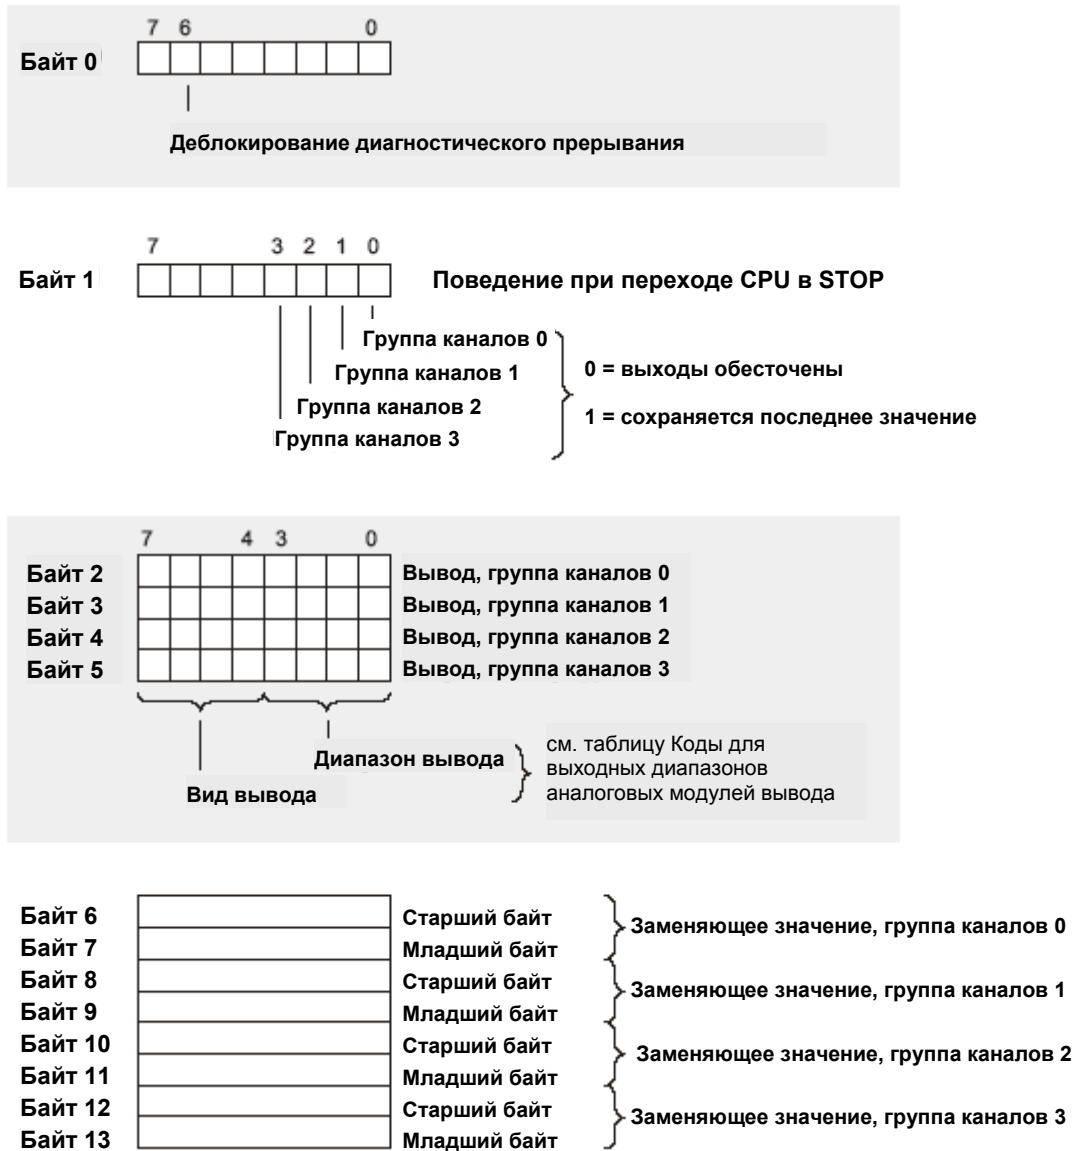 7 6 0
Байт 0
Деблокирование диагностического прерывания
7 3 2 1 0
Байт 1 Поведение при переходе CPU в STOP
Группа каналов 0
Группа каналов 1
Группа каналов 2
Группа каналов 3
0 = выходы обесточены
1 = сохраняется последнее значение
7 4 3 0
Байт 2 Вывод, группа каналов 0
Байт 3 Вывод, группа каналов 1
Байт 4 Вывод, группа каналов 2
Байт 5 Вывод, группа каналов 3
Диапазон вывода
Вид вывода
см. таблицу Коды для
выходных диапазонов
аналоговых модулей вывода
Байт 6 Старший байт
Байт 7 Младший байт
Заменяющее значение, группа каналов 0
Байт 8 Старший байт
Байт 9 Младший байт
Заменяющее значение, группа каналов 1
Байт 10 Старший байт
Байт 11 Младший байт
Заменяющее значение, группа каналов 2
Байт 12 Старший байт
Байт 13 Младший байт
Заменяющее значение, группа каналов 3